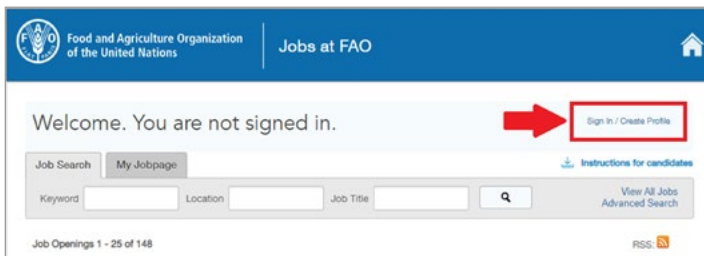 Food and Agriculture Organization
of the United Nations
Jobs at FAO
Welcome. You are not signed in.
Sign In / Create Profile
Job Search
My Jobpage
Instructions for candidates
Keyword
Location
Job Title
View All Jobs
Advanced Search
Job Openings 1 - 25 of 148
RSS: